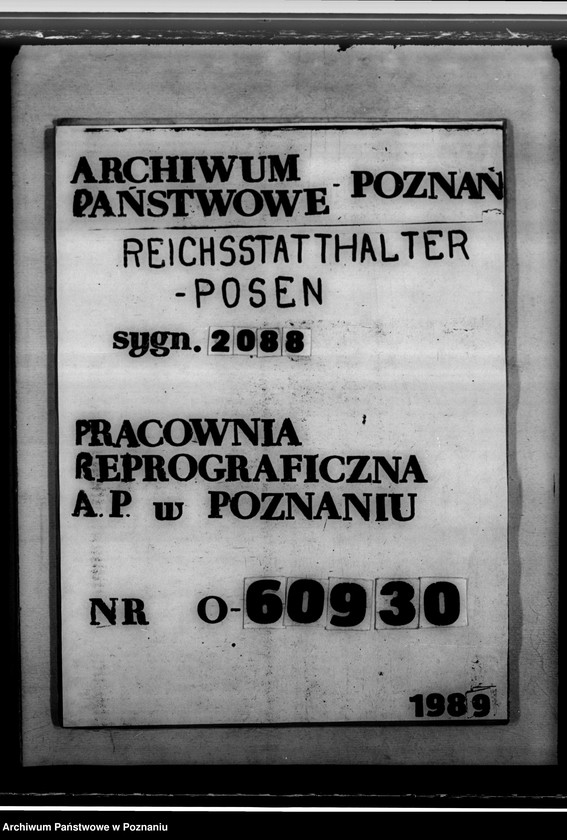 ARCHIWUM
PAŃSTWOWE - POZNAŃ
REICHSSTATTHALTER
-POSEN
sygn. 2088
PRACOWNIA
REPROGRAFICZNA
A.P. w POZNANIU
NR O-60930
1989
Archiwum Państwowe w Poznaniu